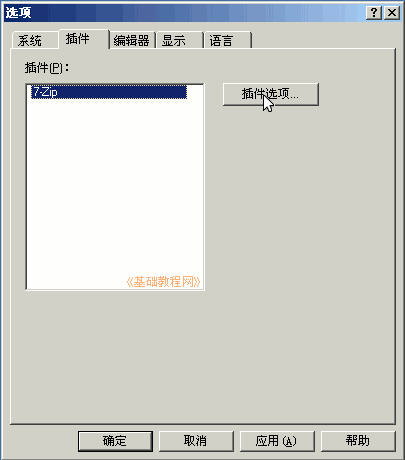 选项
系统 插件 编辑器 显示 语言
插件(P)：
7-Zip
插件选项...
《基础教程网》
确定 取消 应用(A) 帮助